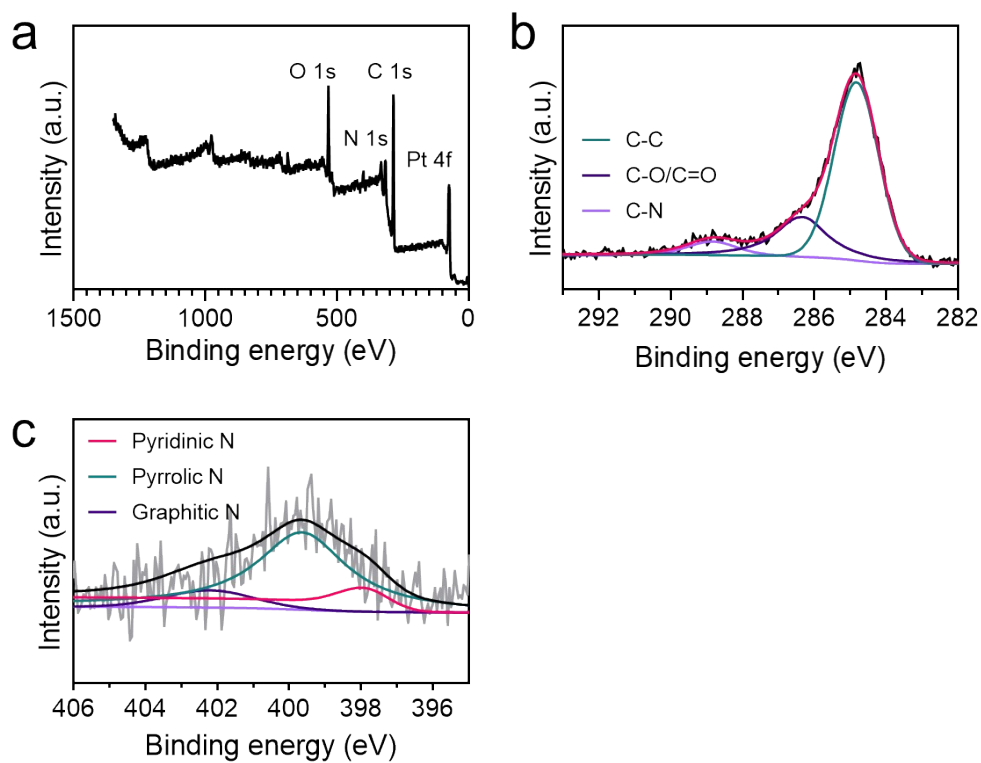 a
Intensity (a.u.)
O 1s
C 1s
N 1s
Pt 4f
1500
1000
500
0
Binding energy (eV)
b
Intensity (a.u.)
C-C
C-O/C=O
C-N
292
290
288
286
284
282
Binding energy (eV)
c
Intensity (a.u.)
Pyridinic N
Pyrrolic N
Graphitic N
406
404
402
400
398
396
Binding energy (eV)